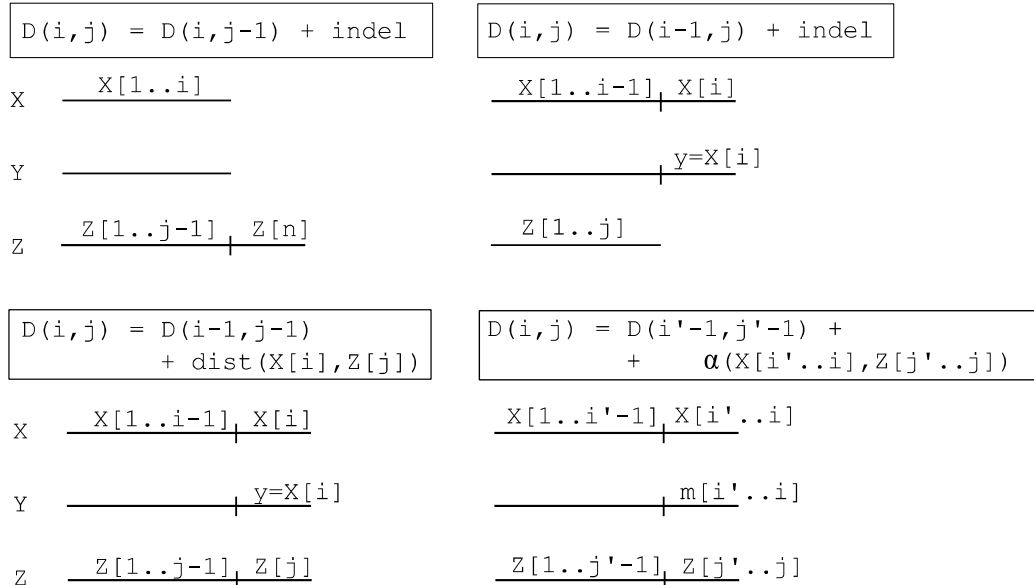 D(i,j) = D(i,j-1) + indel
X[1..i]
X
Y
Z[1..j-1] Z[n]
Z
D(i,j) = D(i-1,j) + indel
X[1..i-1] X[i]
y=X[i]
Z[1..j]
D(i,j) = D(i-1,j-1)
+ dist(X[i],Z[j])
X[1..i-1] X[i]
X
y=X[i]
Y
Z[1..j-1] Z[j]
Z
D(i,j) = D(i'-1,j'-1) +
+ α(X[i'..i],Z[j'..j])
X[1..i'-1] X[i'..i]
m[i'..i]
Z[1..j'-1] Z[j'..j]